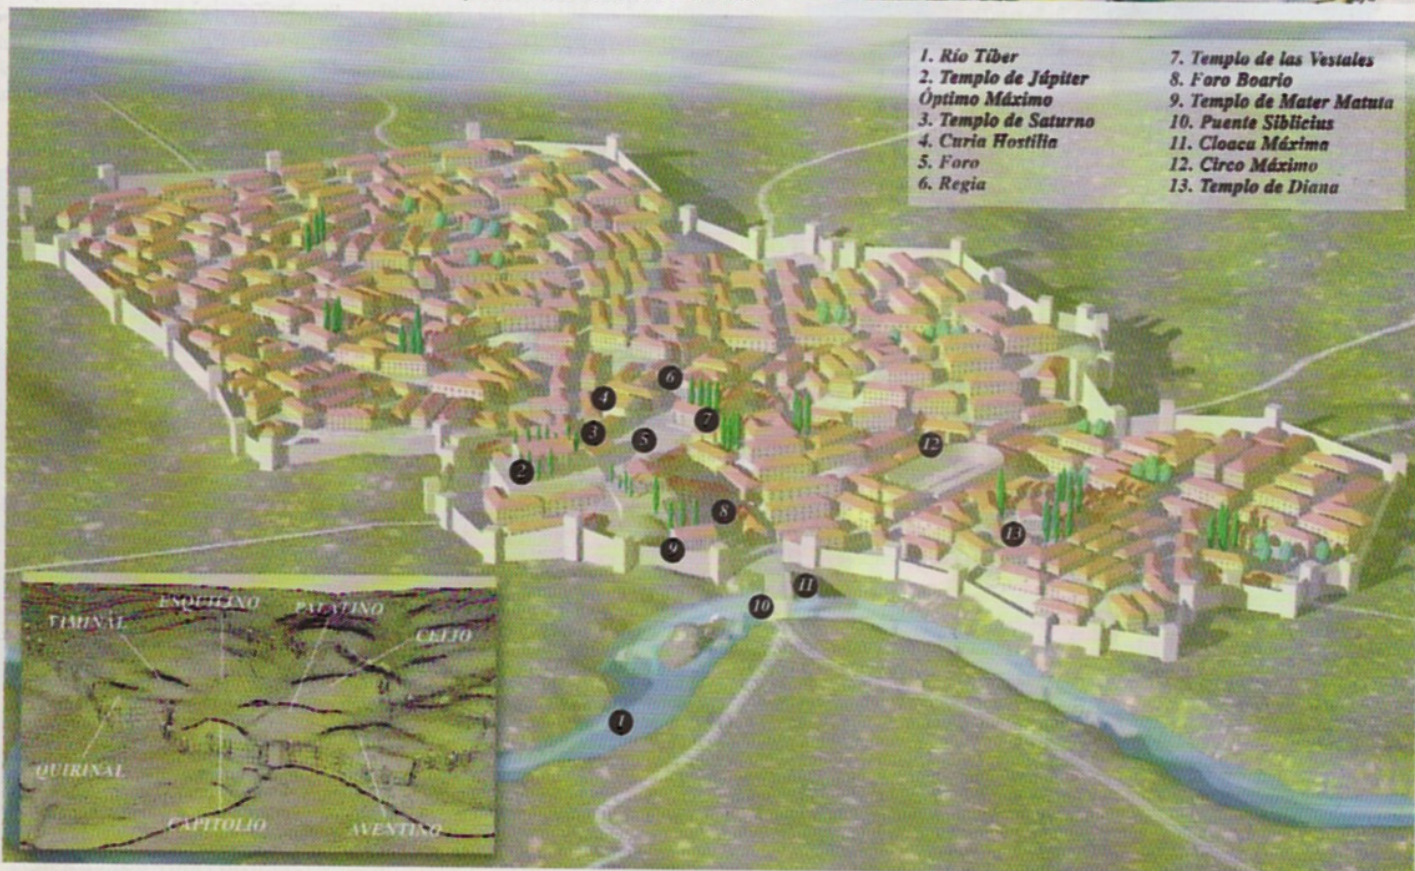 1. Río Tíber
2. Templo de Júpiter
Óptimo Máximo
3. Templo de Saturno
4. Curia Hostilia
5. Foro
6. Regia
7. Templo de las Vestales
8. Foro Boario
9. Templo de Mater Matuta
10. Puente Siblicius
11. Cloaca Máxima
12. Circo Máximo
13. Templo de Diana
6
4
7
3
5
12
2
8
13
9
11
10
1
ESQUILINO
PALATINO
VIMINAL
CELIO
QUIRINAL
CAPITOLIO
AVENTINO